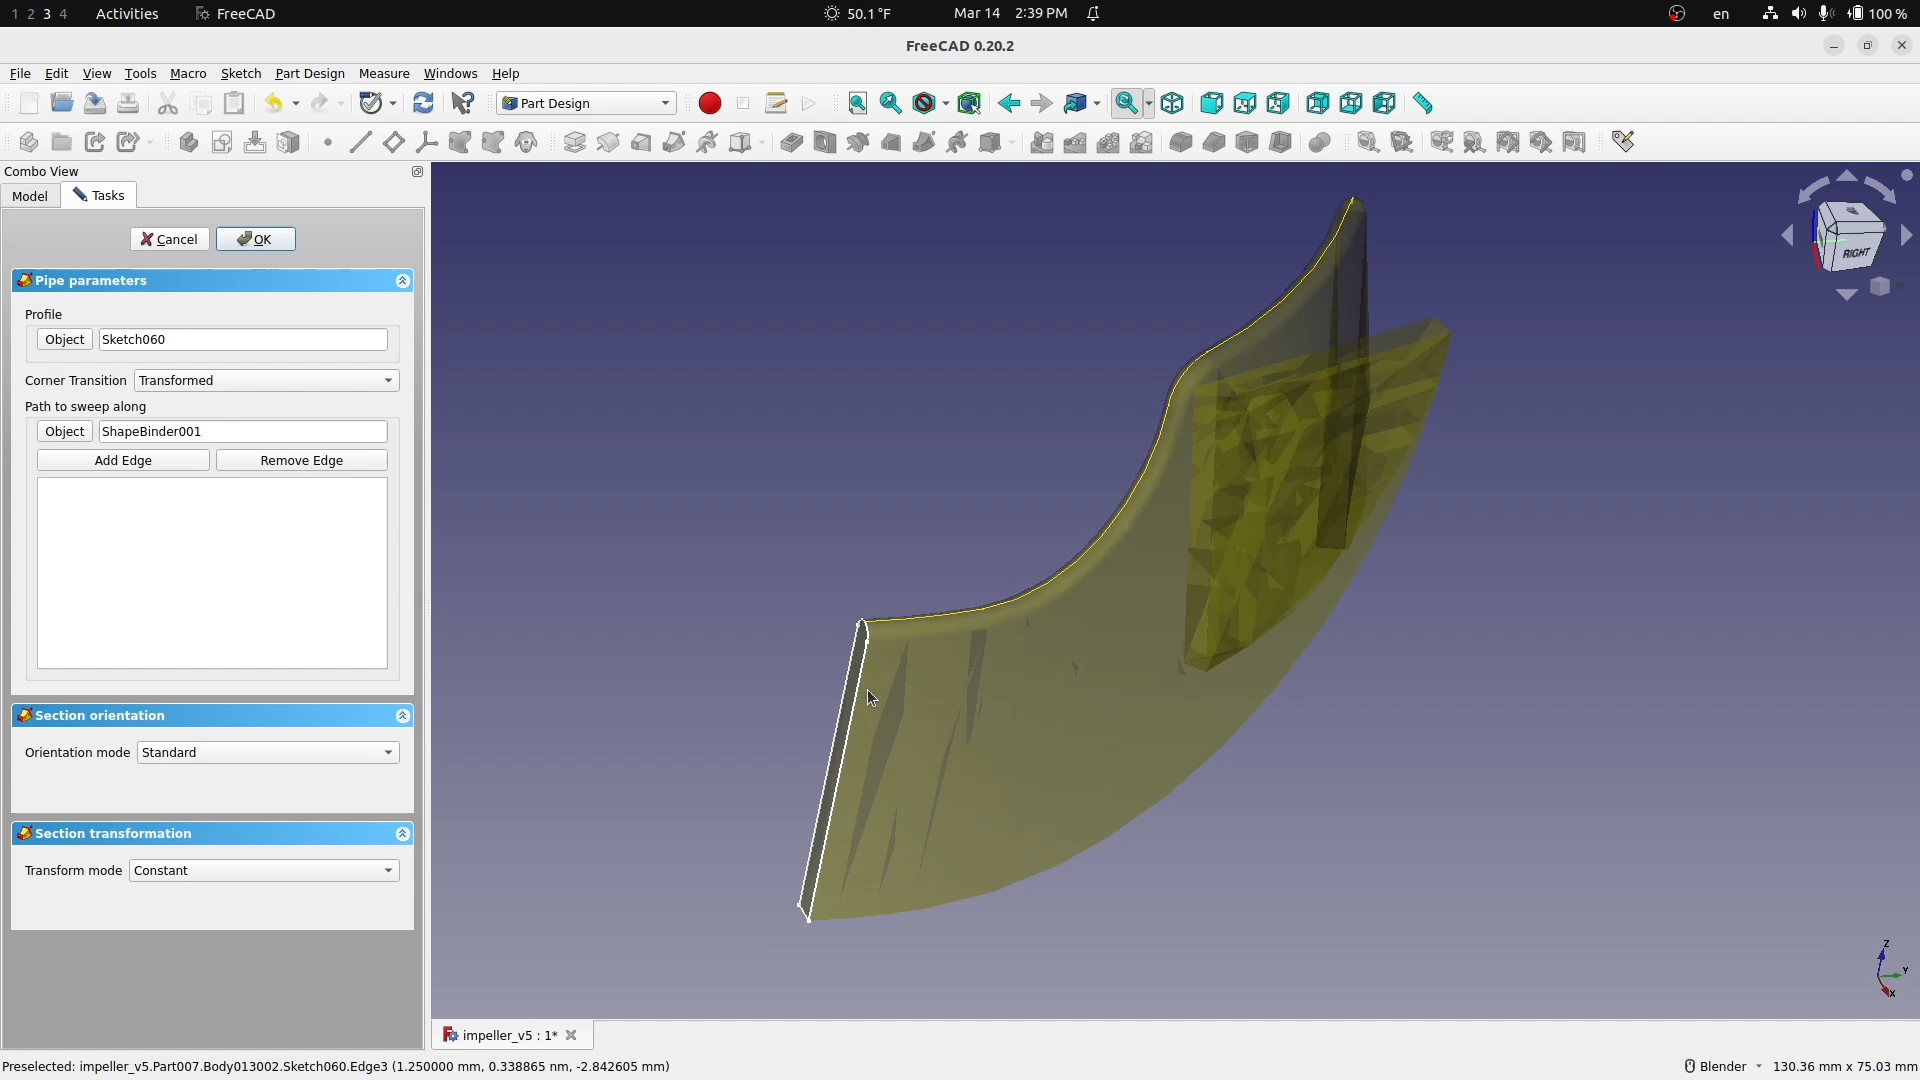 1 2 3 4 Activities FreeCAD 50.1 °F Mar 14 2:39 PM en 100 %
FreeCAD 0.20.2
File Edit View Tools Macro Sketch Part Design Measure Windows Help
Part Design
Combo View
Model Tasks
Cancel OK
Pipe parameters
Profile
Object Sketch060
Corner Transition Transformed
Path to sweep along
Object ShapeBinder001
Add Edge Remove Edge
Section orientation
Orientation mode Standard
Section transformation
Transform mode Constant
RIGHT
Z
Y
X
impeller_v5 : 1*
Preselected: impeller_v5.Part007.Body013002.Sketch060.Edge3 (1.250000 mm, 0.338865 nm, -2.842605 mm)
Blender 130.36 mm x 75.03 mm